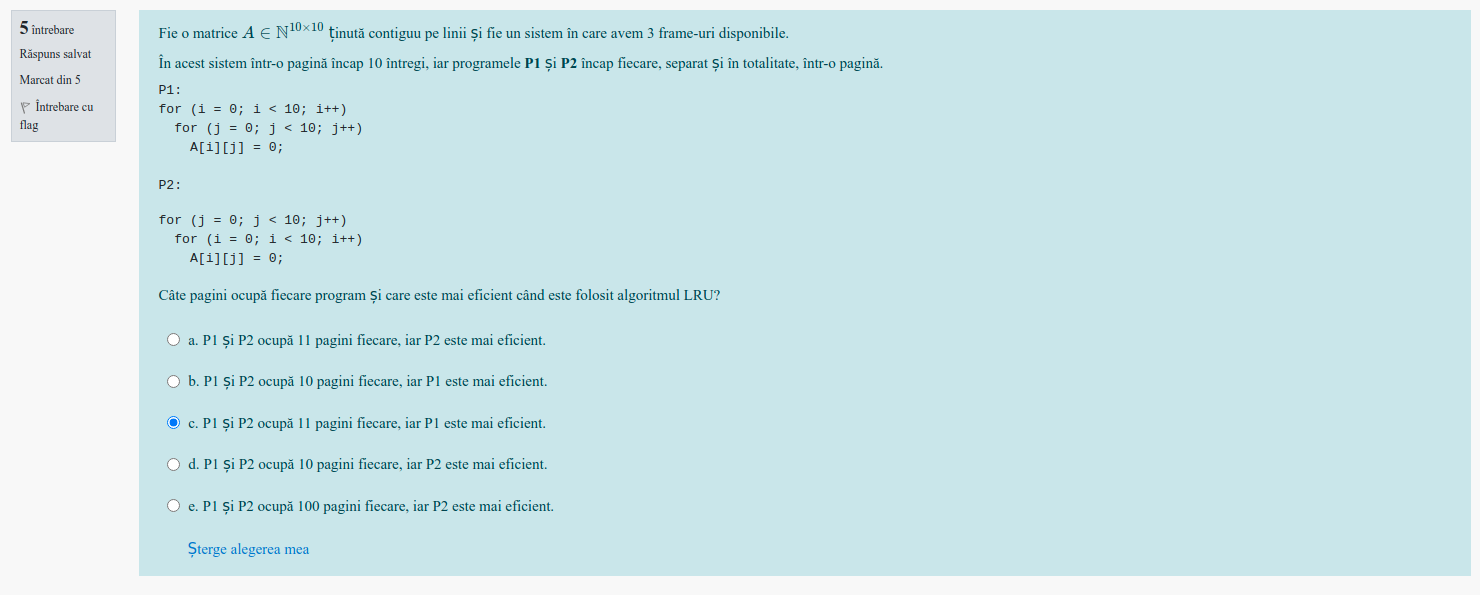 5 întrebare
Răspuns salvat
Marcat din 5
Întrebare cu
flag
Fie o matrice A ∈ ℕ^{10×10} ținută contiguu pe linii și fie un sistem în care avem 3 frame-uri disponibile.
În acest sistem într-o pagină încap 10 întregi, iar programele P1 și P2 încap fiecare, separat și în totalitate, într-o pagină.
P1:
for (i = 0; i < 10; i++)
  for (j = 0; j < 10; j++)
    A[i][j] = 0;
P2:
for (j = 0; j < 10; j++)
  for (i = 0; i < 10; i++)
    A[i][j] = 0;
Câte pagini ocupă fiecare program și care este mai eficient când este folosit algoritmul LRU?
a. P1 și P2 ocupă 11 pagini fiecare, iar P2 este mai eficient.
b. P1 și P2 ocupă 10 pagini fiecare, iar P1 este mai eficient.
c. P1 și P2 ocupă 11 pagini fiecare, iar P1 este mai eficient.
d. P1 și P2 ocupă 10 pagini fiecare, iar P2 este mai eficient.
e. P1 și P2 ocupă 100 pagini fiecare, iar P2 este mai eficient.
Șterge alegerea mea